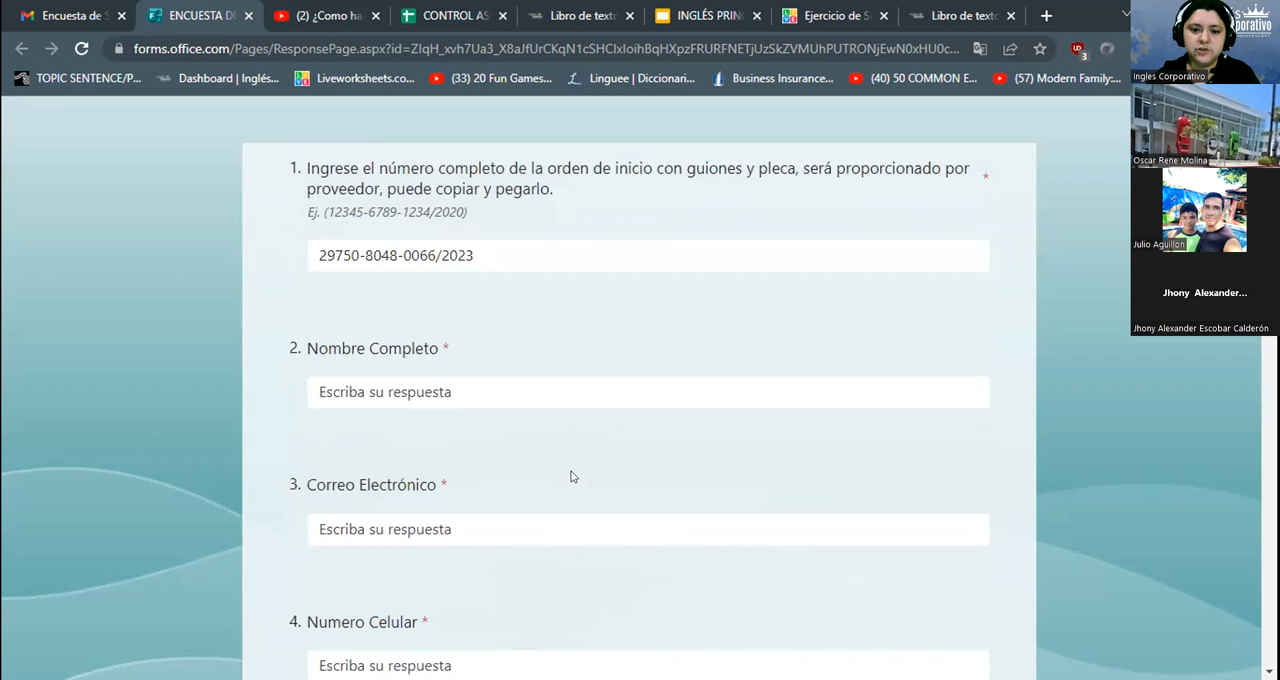 Encuesta de S
ENCUESTA DE
(2) ¿Como ha
CONTROL AS
Libro de texto
INGLÉS PRIN
Ejercicio de S
Libro de texto
forms.office.com/Pages/ResponsePage.aspx?id=ZIqH_xvh7Ua3_X8aJfUrCKqN1cSHCIxIoihBqHXpzFRURFNETjUzSkZVMUhPUTRONjEwN0xHU0c...
3
TOPIC SENTENCE/P...
Dashboard | Inglés...
Liveworksheets.co...
(33) 20 Fun Games...
Linguee | Diccionari...
Business Insurance...
(40) 50 COMMON E...
(57) Modern Family:...
porativo
Ingles Corporativo
Oscar Rene Molina
Julio Aguillon
Jhony Alexander...
Jhony Alexander Escobar Calderón
1. Ingrese el número completo de la orden de inicio con guiones y pleca, será proporcionado por *
proveedor, puede copiar y pegarlo.
Ej. (12345-6789-1234/2020)
29750-8048-0066/2023
2. Nombre Completo *
Escriba su respuesta
3. Correo Electrónico *
Escriba su respuesta
4. Numero Celular *
Escriba su respuesta